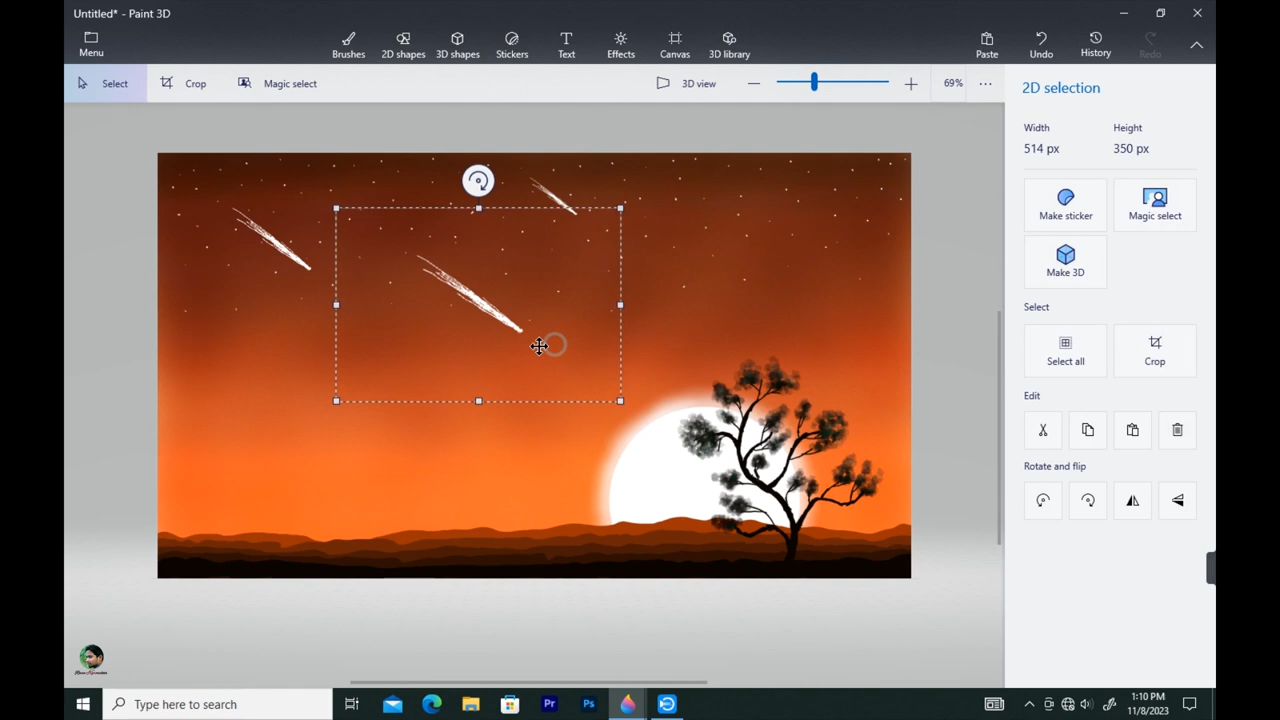 Untitled* - Paint 3D
Menu
Brushes
2D shapes
3D shapes
Stickers
Text
Effects
Canvas
3D library
Paste
Undo
History
Redo
Select
Crop
Magic select
3D view
69%
2D selection
Width
Height
514 px
350 px
Make sticker
Magic select
Make 3D
Select
Select all
Crop
Edit
Rotate and flip
Type here to search
Pr
Ps
1:10 PM
11/8/2023